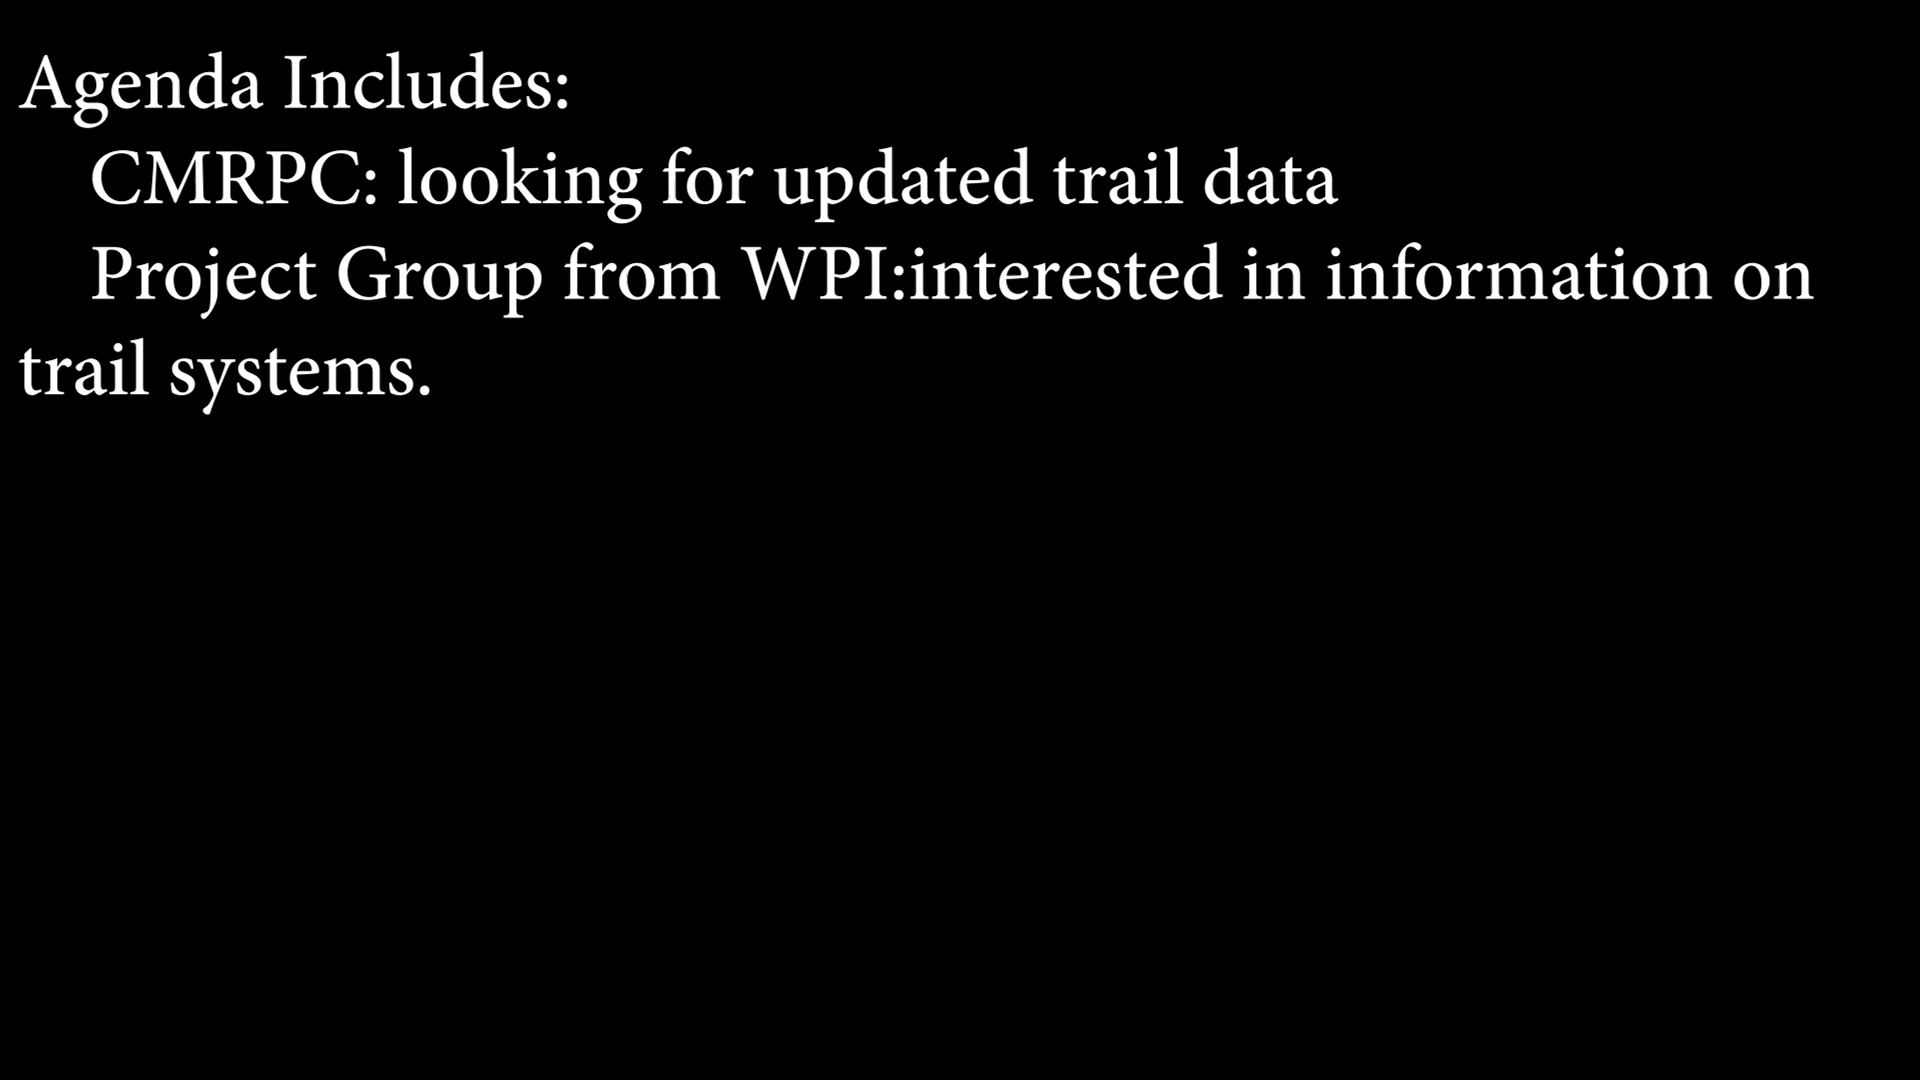 Agenda Includes:
CMRPC: looking for updated trail data
Project Group from WPI:interested in information on
trail systems.